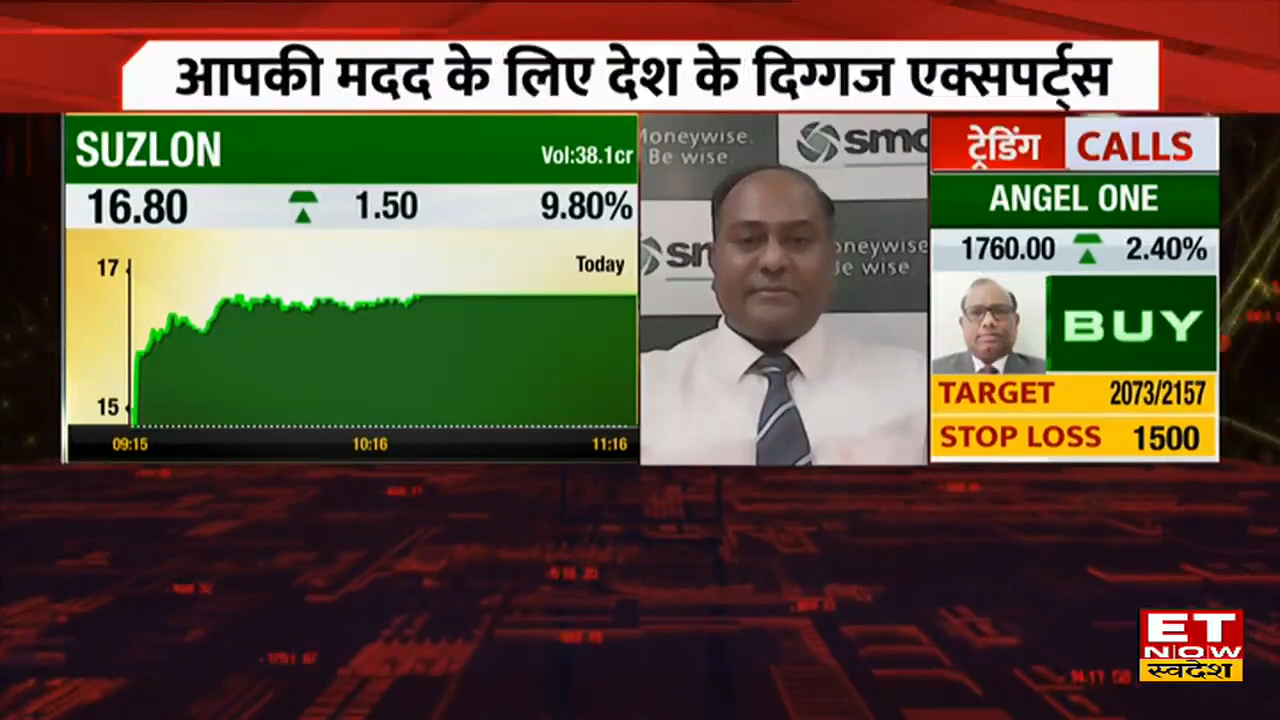 आपकी मदद के लिए देश के दिग्गज एक्सपर्ट्स
SUZLON
Vol:38.1cr
16.80 1.50 9.80%
Today
17
15
09:15 10:16 11:16
Moneywise.
Be wise.
smc
sm
oneywise
Be wise
ट्रेडिंग CALLS
ANGEL ONE
1760.00 2.40%
BUY
TARGET 2073/2157
STOP LOSS 1500
ET
NOW
स्वदेश